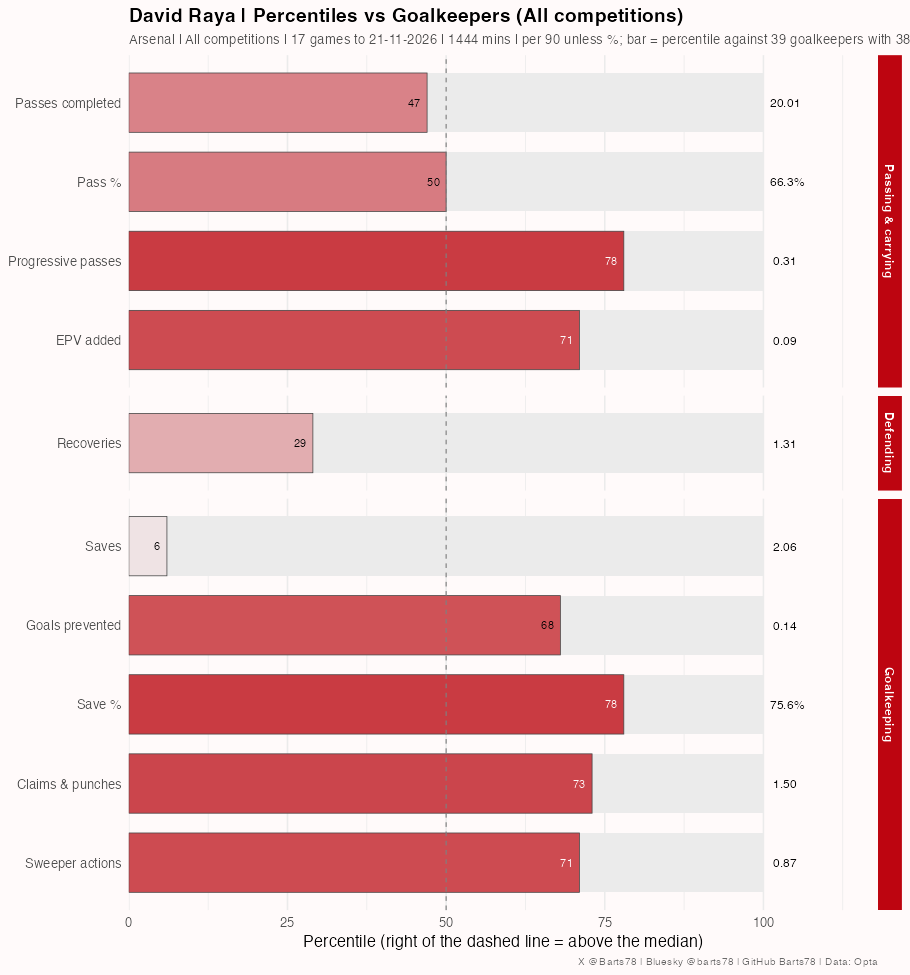 David Raya | Percentiles vs Goalkeepers (All competitions)
Arsenal | All competitions | 17 games to 21-11-2026 | 1444 mins | per 90 unless %; bar = percentile against 39 goalkeepers with 38
Passes completed 47 20.01
Pass % 50 66.3%
Progressive passes 78 0.31
EPV added 71 0.09
Passing & carrying
Recoveries 29 1.31
Defending
Saves 6 2.06
Goals prevented 68 0.14
Save % 78 75.6%
Claims & punches 73 1.50
Sweeper actions 71 0.87
Goalkeeping
0 25 50 75 100
Percentile (right of the dashed line = above the median)
X @Barts78 | Bluesky @barts78 | GitHub Barts78 | Data: Opta